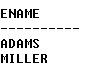 ENAME
----------
ADAMS
MILLER